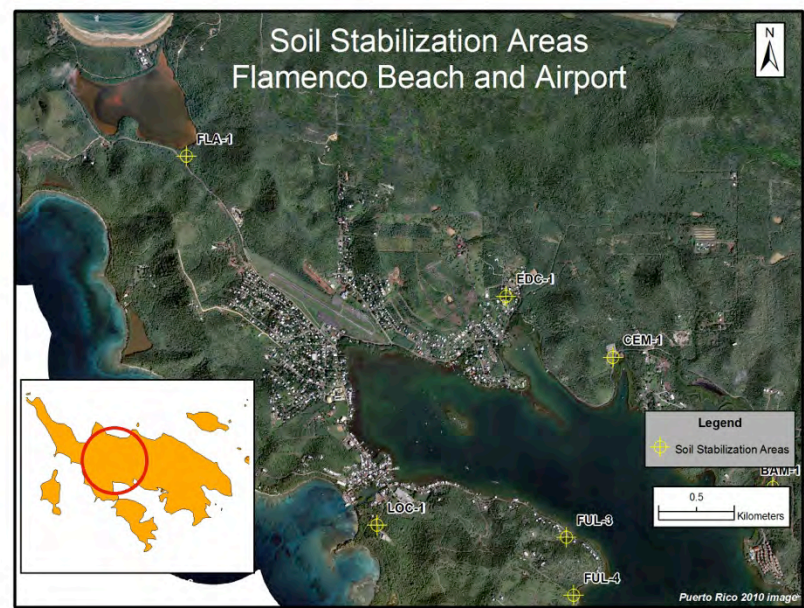 Soil Stabilization Areas
Flamenco Beach and Airport
N
FLA-1
EDC-1
CEM-1
Legend
Soil Stabilization Areas
BAM-1
0.5
Kilometers
LOC-1
FUL-3
FUL-4
Puerto Rico 2010 image